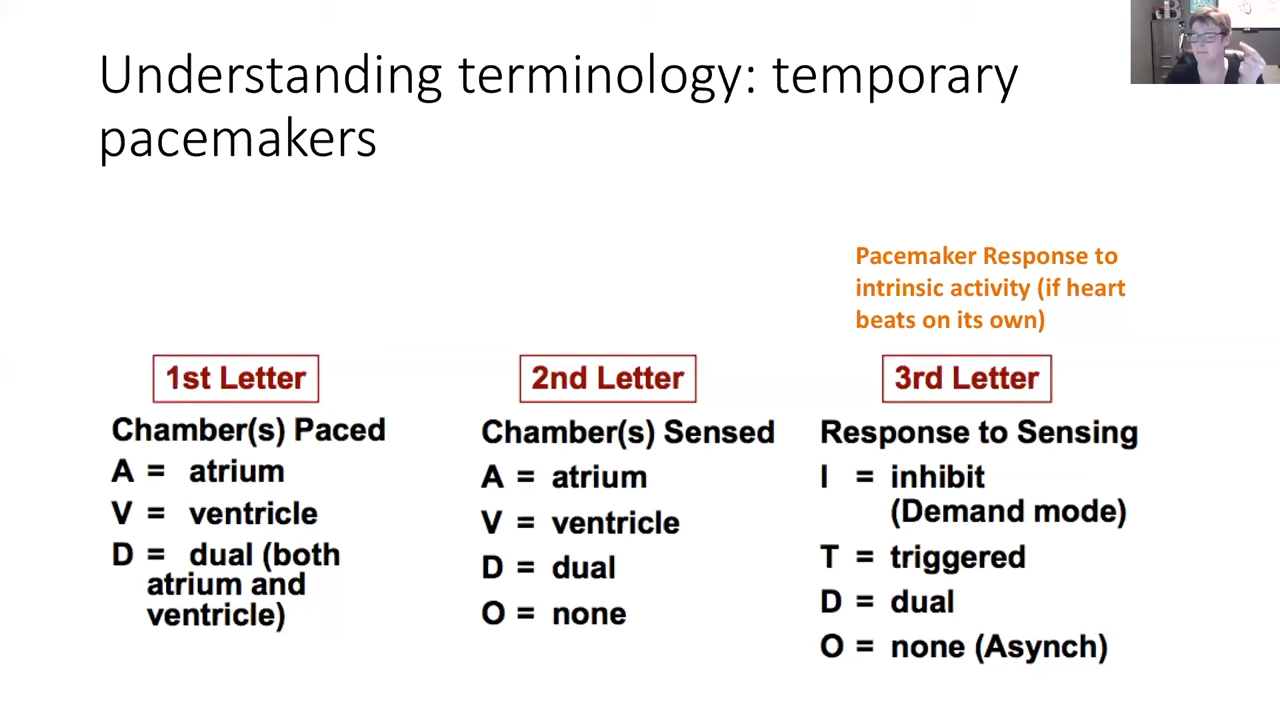 Understanding terminology: temporary
pacemakers
Pacemaker Response to
intrinsic activity (if heart
beats on its own)
1st Letter
Chamber(s) Paced
A = atrium
V = ventricle
D = dual (both
atrium and
ventricle)
2nd Letter
Chamber(s) Sensed
A = atrium
V = ventricle
D = dual
O = none
3rd Letter
Response to Sensing
I = inhibit
(Demand mode)
T = triggered
D = dual
O = none (Asynch)